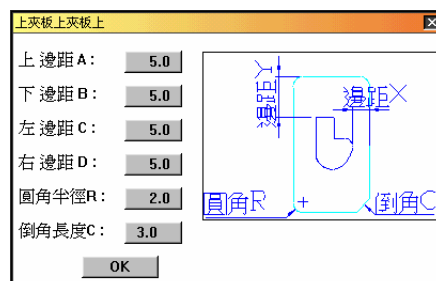 上夾板上夾板上
上邊距A: 5.0
下邊距B: 5.0
左邊距C: 5.0
右邊距D: 5.0
圓角半徑R: 2.0
倒角長度C: 3.0
OK
邊距Y
邊距X
圓角R
倒角C